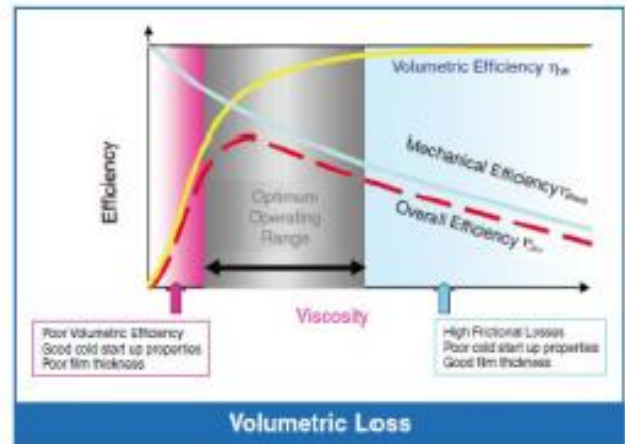 Volumetric Efficiency
Mechanical Efficiency
Overall Efficiency
Efficiency
Optimum
Operating
Range
Viscosity
Poor Volumetric Efficiency
Good cold start up properties
Poor film thickness
High Frictional Losses
Poor cold start up properties
Good film thickness
Volumetric Loss